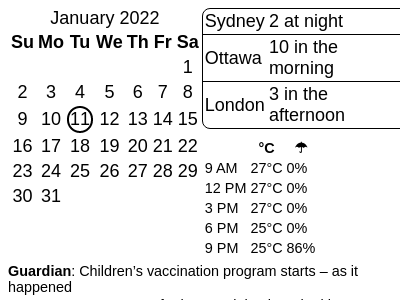 January 2022
Su Mo Tu We Th Fr Sa
1
2 3 4 5 6 7 8
9 10 11 12 13 14 15
16 17 18 19 20 21 22
23 24 25 26 27 28 29
30 31
Sydney 2 at night
Ottawa 10 in the
morning
London 3 in the
afternoon
°C ☂
9 AM 27°C 0%
12 PM 27°C 0%
3 PM 27°C 0%
6 PM 25°C 0%
9 PM 25°C 86%
Guardian: Children’s vaccination program starts – as it
happened